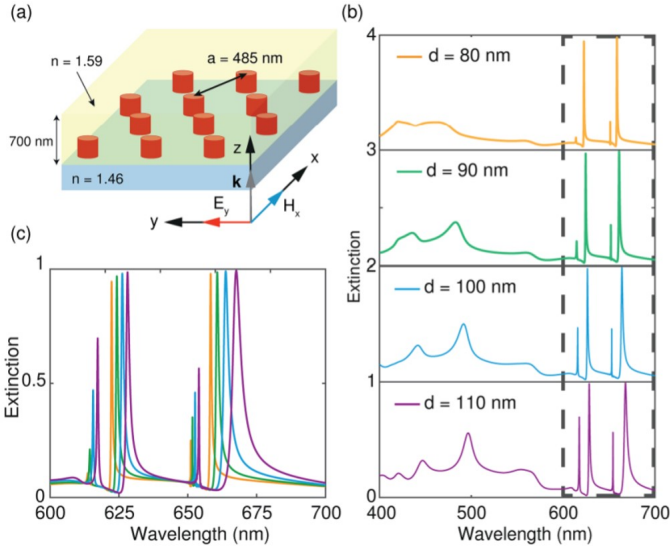 (a)
n = 1.59
a = 485 nm
700 nm
n = 1.46
z
x
k
y
E_y
H_x
(b)
4
d = 80 nm
3
d = 90 nm
2
d = 100 nm
1
d = 110 nm
0
Extinction
400 500 600 700
Wavelength (nm)
(c)
1
0.5
0
Extinction
600 625 650 675 700
Wavelength (nm)